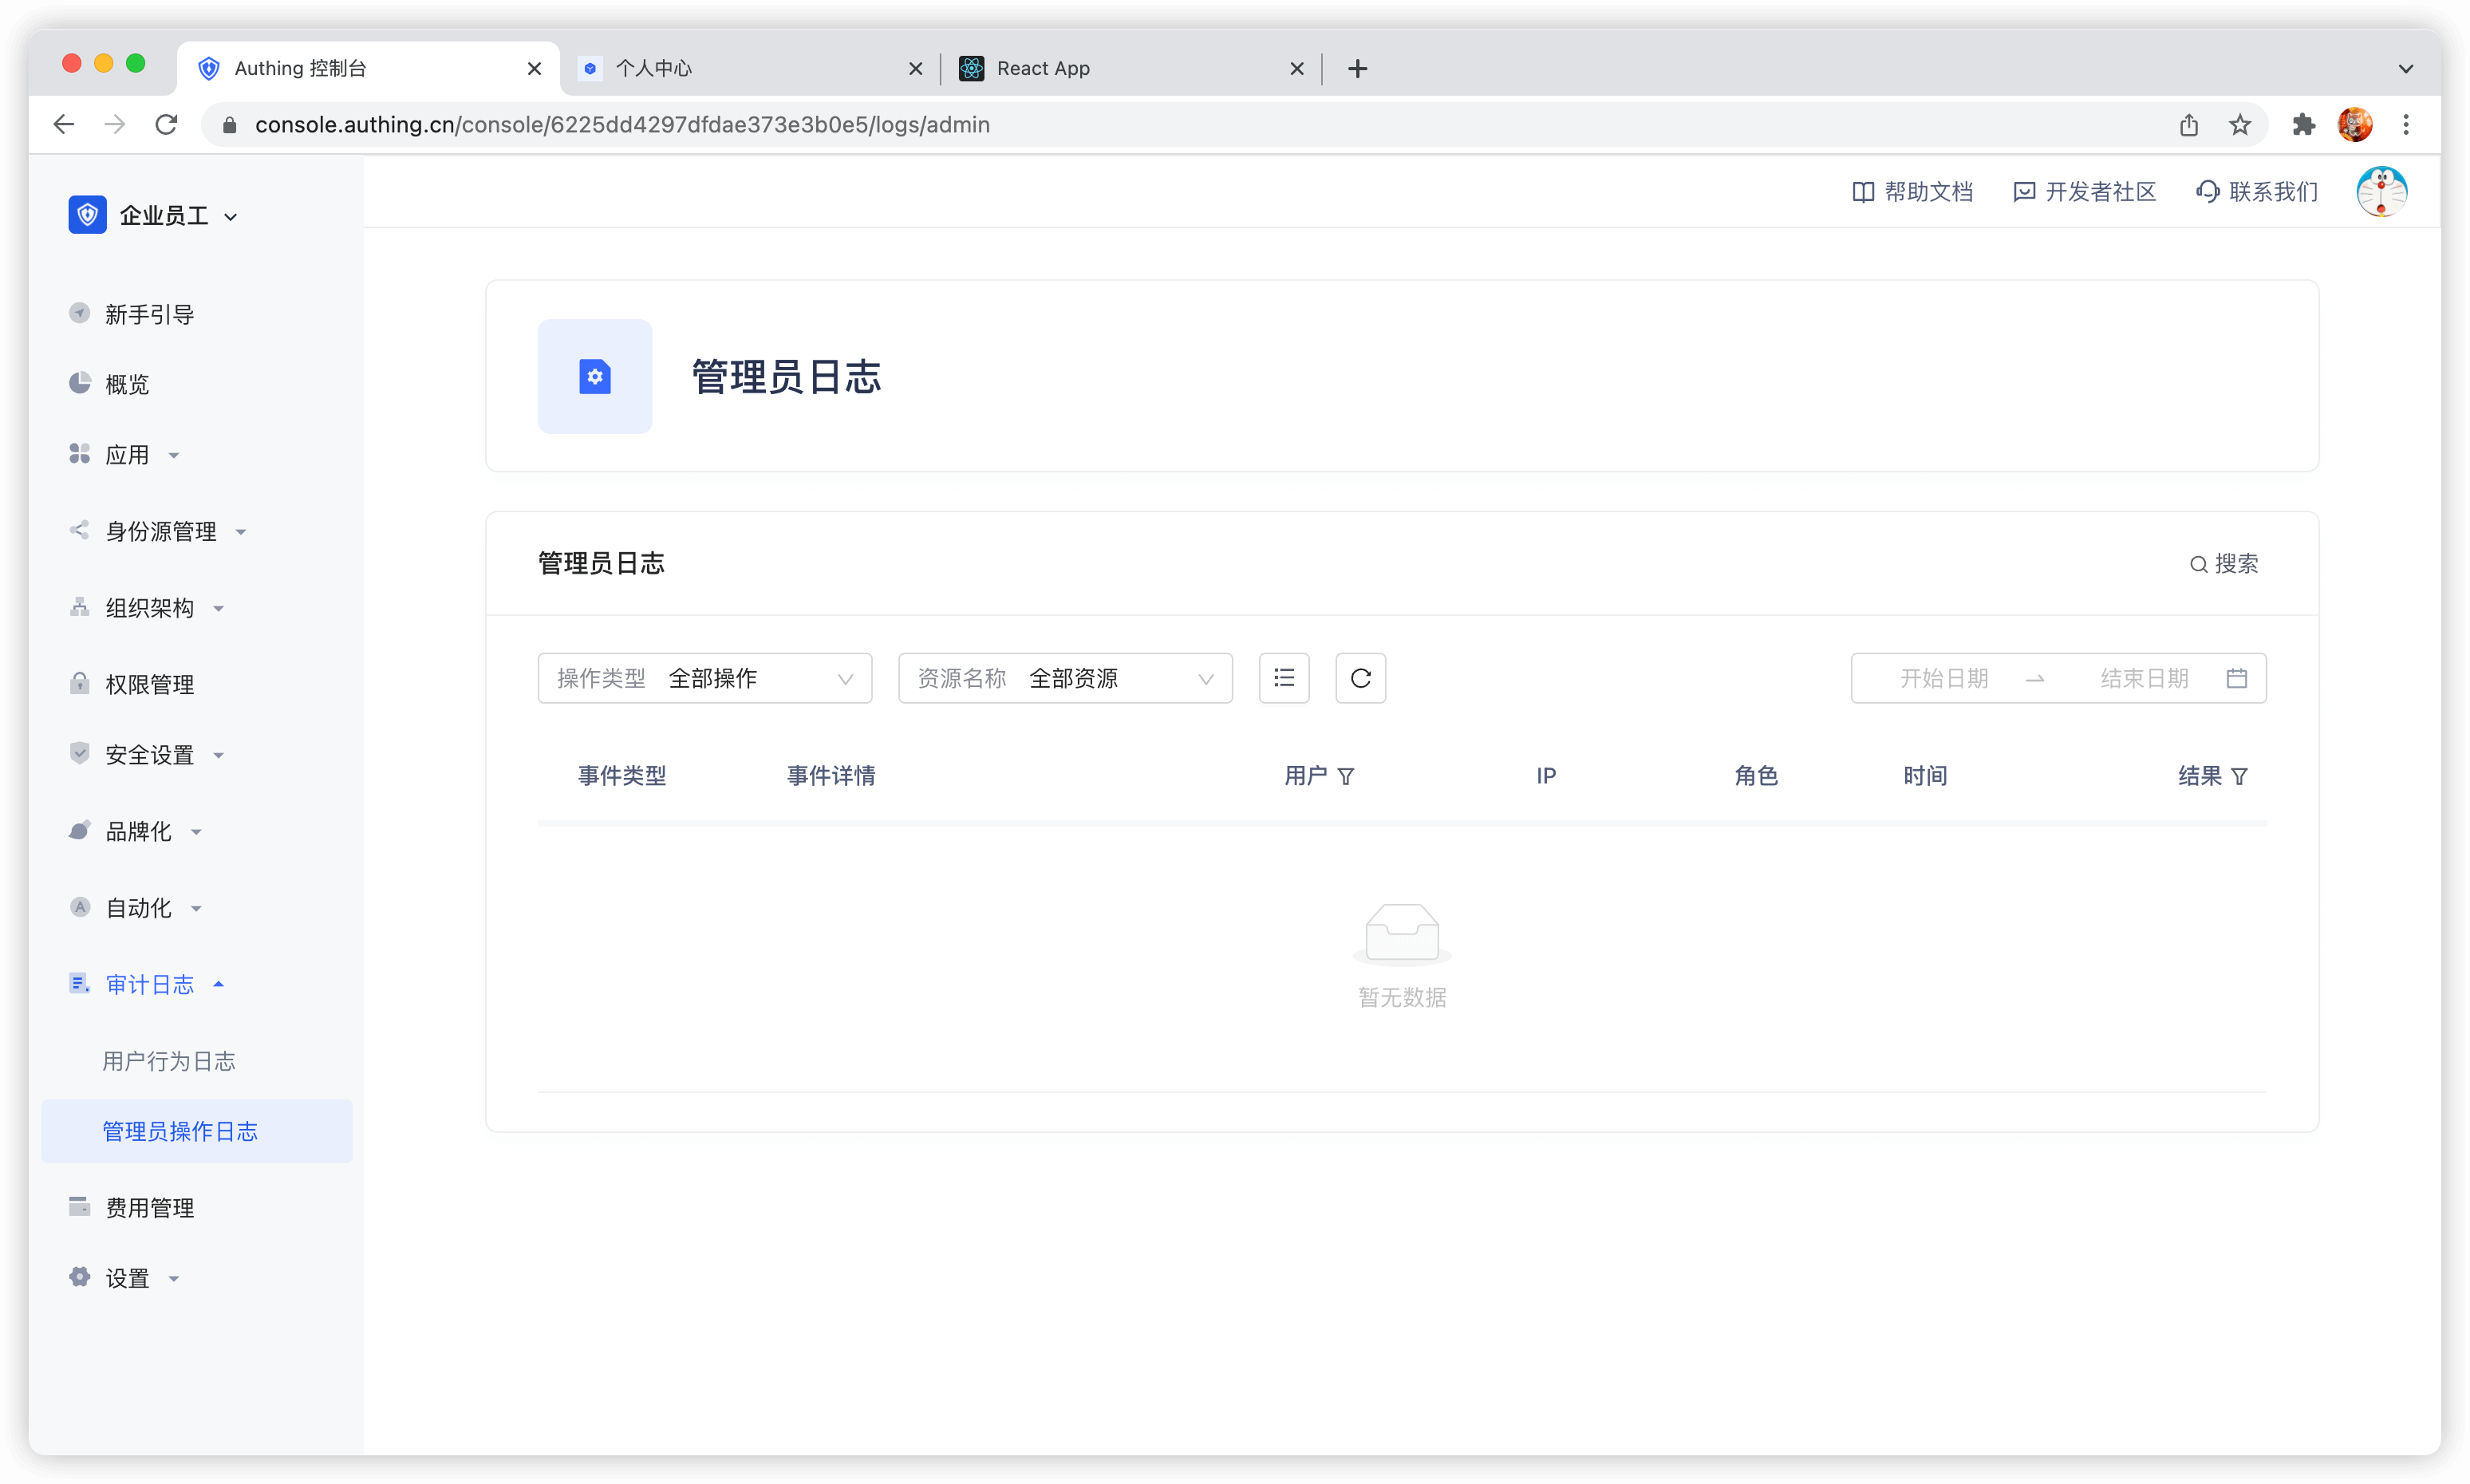 Authing 控制台
个人中心
React App
console.authing.cn/console/6225dd4297dfdae373e3b0e5/logs/admin
企业员工
帮助文档
开发者社区
联系我们
新手引导
概览
应用
身份源管理
组织架构
权限管理
安全设置
品牌化
自动化
审计日志
用户行为日志
管理员操作日志
费用管理
设置
管理员日志
管理员日志
搜索
操作类型 全部操作
资源名称 全部资源
开始日期
结束日期
事件类型 事件详情 用户 IP 角色 时间 结果
暂无数据